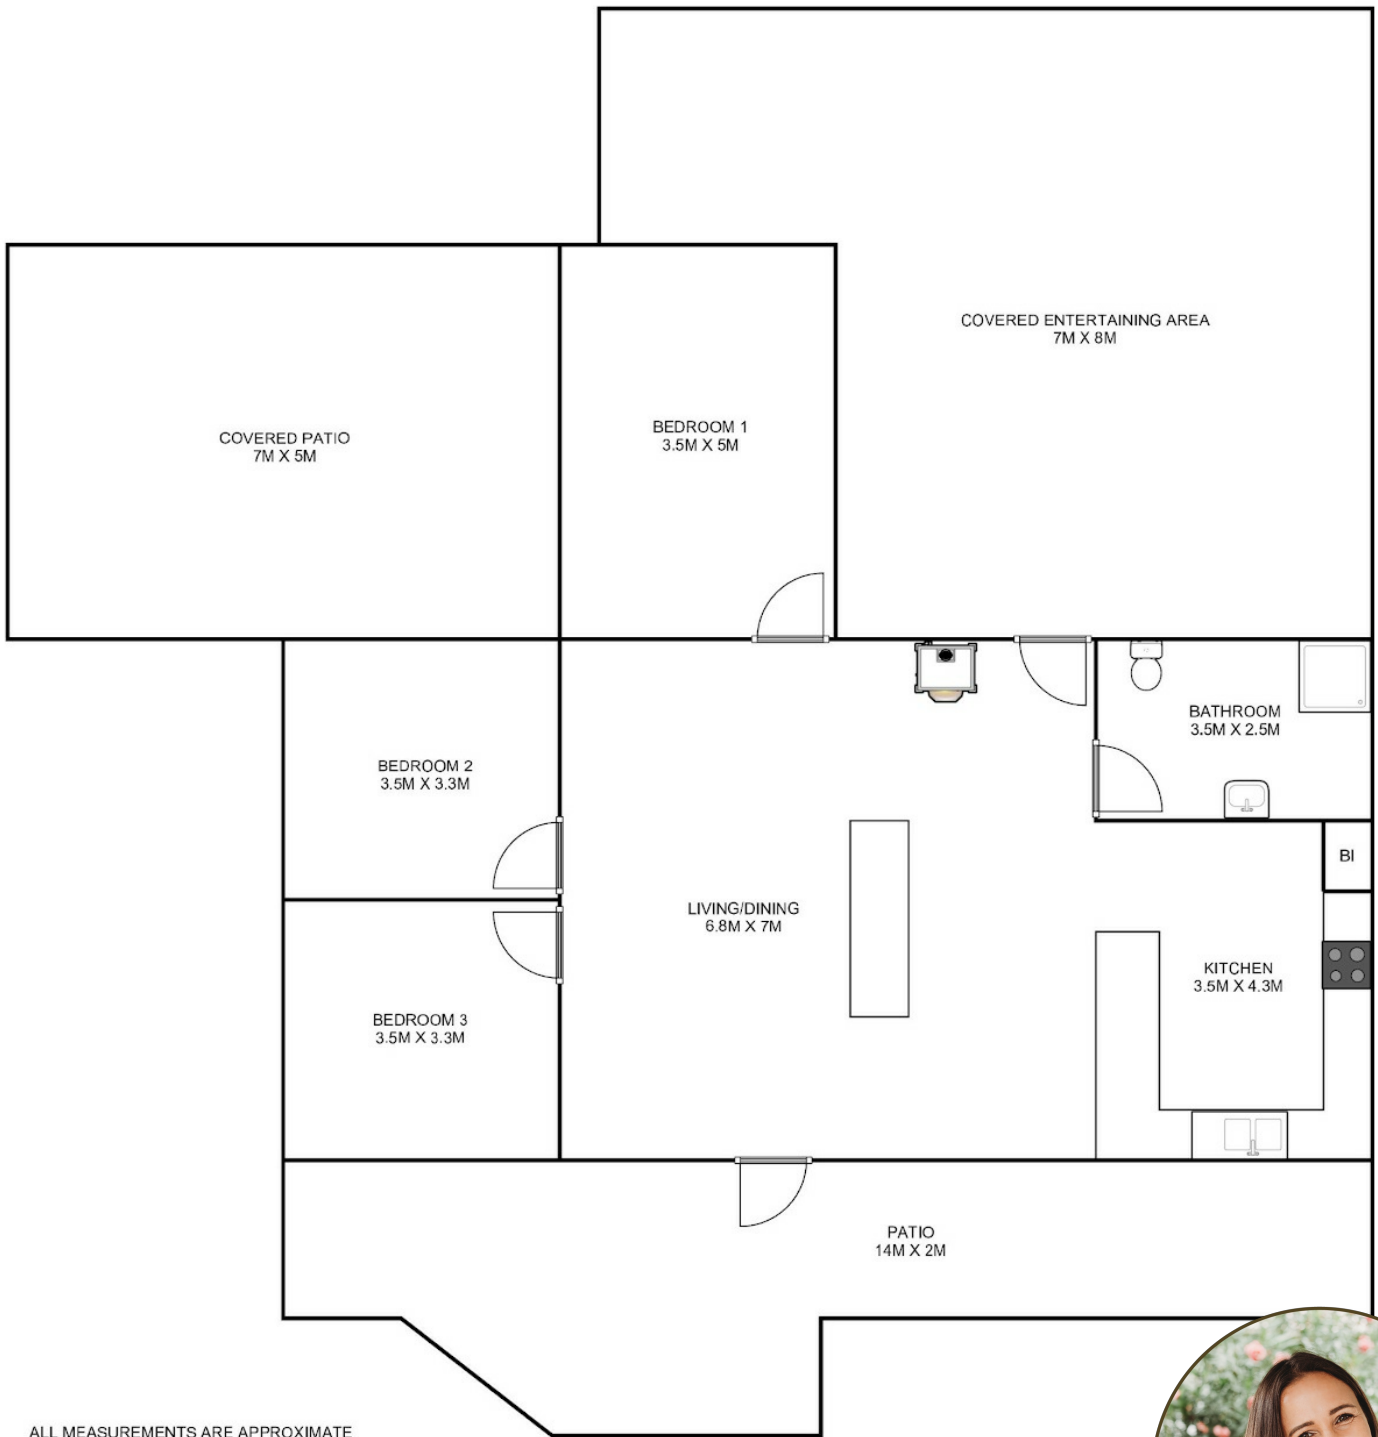 COVERED ENTERTAINING AREA
7M X 8M
COVERED PATIO
7M X 5M
BEDROOM 1
3.5M X 5M
BATHROOM
3.5M X 2.5M
BEDROOM 2
3.5M X 3.3M
BI
LIVING/DINING
6.8M X 7M
KITCHEN
3.5M X 4.3M
BEDROOM 3
3.5M X 3.3M
PATIO
14M X 2M
ALL MEASUREMENTS ARE APPROXIMATE